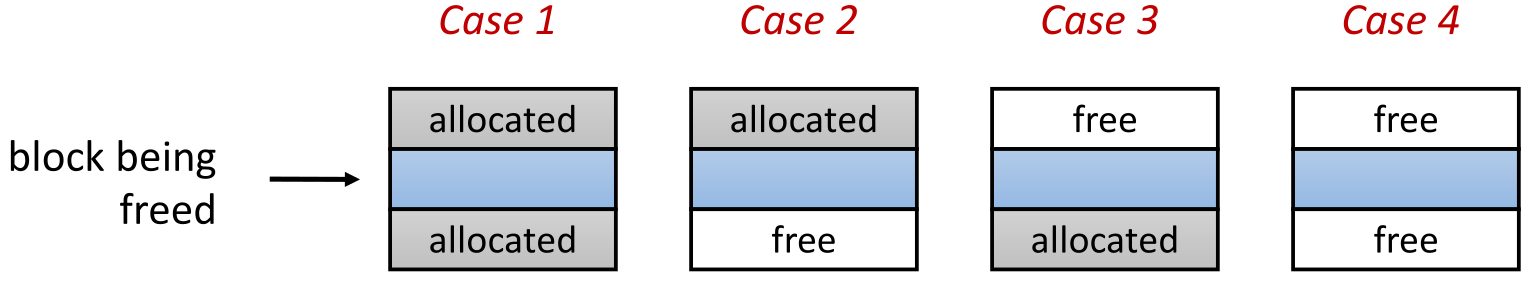 Case 1 Case 2 Case 3 Case 4
allocated allocated free free
block being
freed
allocated free allocated free